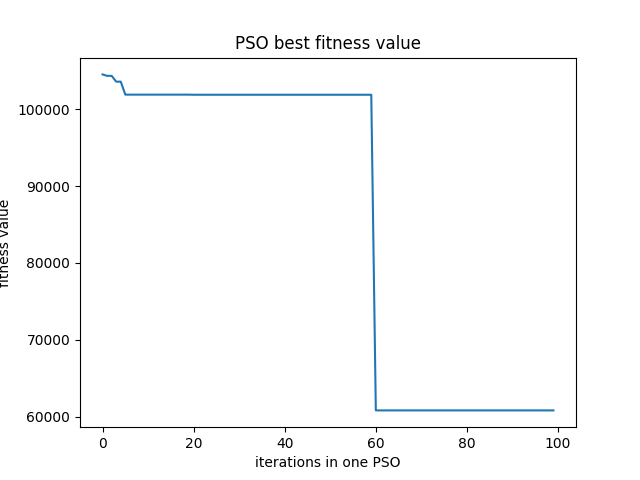 PSO best fitness value
fitness value
100000
90000
80000
70000
60000
0 20 40 60 80 100
iterations in one PSO